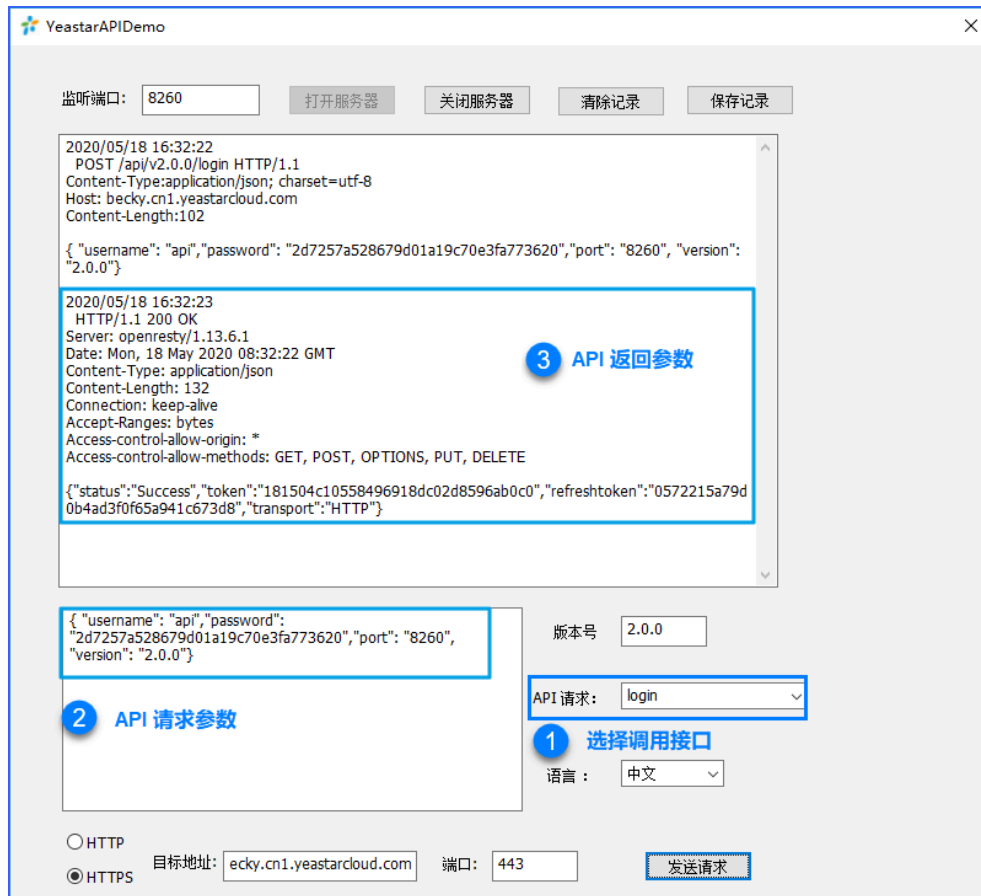 YeastarAPIDemo
监听端口: 8260 打开服务器 关闭服务器 清除记录 保存记录
2020/05/18 16:32:22
POST /api/v2.0.0/login HTTP/1.1
Content-Type:application/json; charset=utf-8
Host: becky.cn1.yeastarcloud.com
Content-Length:102
{ "username": "api","password": "2d7257a528679d01a19c70e3fa773620","port": "8260", "version":
"2.0.0"}
2020/05/18 16:32:23
HTTP/1.1 200 OK
Server: openresty/1.13.6.1
Date: Mon, 18 May 2020 08:32:22 GMT
Content-Type: application/json
Content-Length: 132
Connection: keep-alive
Accept-Ranges: bytes
Access-control-allow-origin: *
Access-control-allow-methods: GET, POST, OPTIONS, PUT, DELETE
{"status":"Success","token":"181504c10558496918dc02d8596ab0c0","refreshtoken":"0572215a79d
0b4ad3f0f65a941c673d8","transport":"HTTP"}
3 API 返回参数
{ "username": "api","password":
"2d7257a528679d01a19c70e3fa773620","port": "8260",
"version": "2.0.0"}
2 API 请求参数
版本号 2.0.0
API 请求: login
1 选择调用接口
语言： 中文
HTTP
HTTPS
目标地址: ecky.cn1.yeastarcloud.com 端口: 443 发送请求